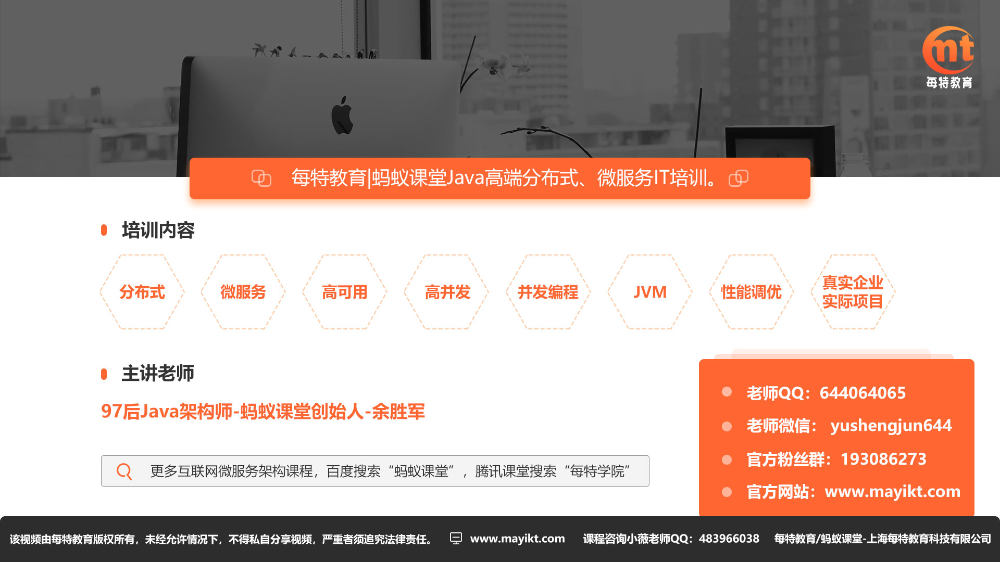 mt
每特教育
每特教育|蚂蚁课堂Java高端分布式、微服务IT培训。
培训内容
分布式
微服务
高可用
高并发
并发编程
JVM
性能调优
真实企业
实际项目
主讲老师
97后Java架构师-蚂蚁课堂创始人-余胜军
更多互联网微服务架构课程，百度搜索“蚂蚁课堂”，腾讯课堂搜索“每特学院”
老师QQ：644064065
老师微信： yushengjun644
官方粉丝群：193086273
官方网站：www.mayikt.com
该视频由每特教育版权所有，未经允许情况下，不得私自分享视频，严重者须追究法律责任。 www.mayikt.com 课程咨询小薇老师QQ：483966038 每特教育/蚂蚁课堂-上海每特教育科技有限公司